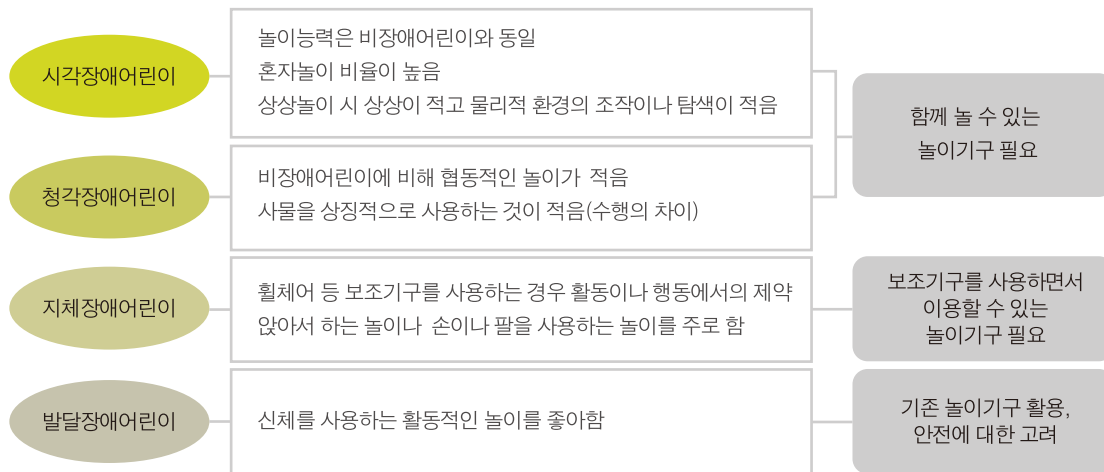 시각장애어린이
놀이능력은 비장애어린이와 동일
혼자놀이 비율이 높음
상상놀이 시 상상이 적고 물리적 환경의 조작이나 탐색이 적음
청각장애어린이
비장애어린이에 비해 협동적인 놀이가 적음
사물을 상징적으로 사용하는 것이 적음(수행의 차이)
함께 놀 수 있는
놀이기구 필요
지체장애어린이
휠체어 등 보조기구를 사용하는 경우 활동이나 행동에서의 제약
앉아서 하는 놀이나 손이나 팔을 사용하는 놀이를 주로 함
보조기구를 사용하면서
이용할 수 있는
놀이기구 필요
발달장애어린이
신체를 사용하는 활동적인 놀이를 좋아함
기존 놀이기구 활용,
안전에 대한 고려